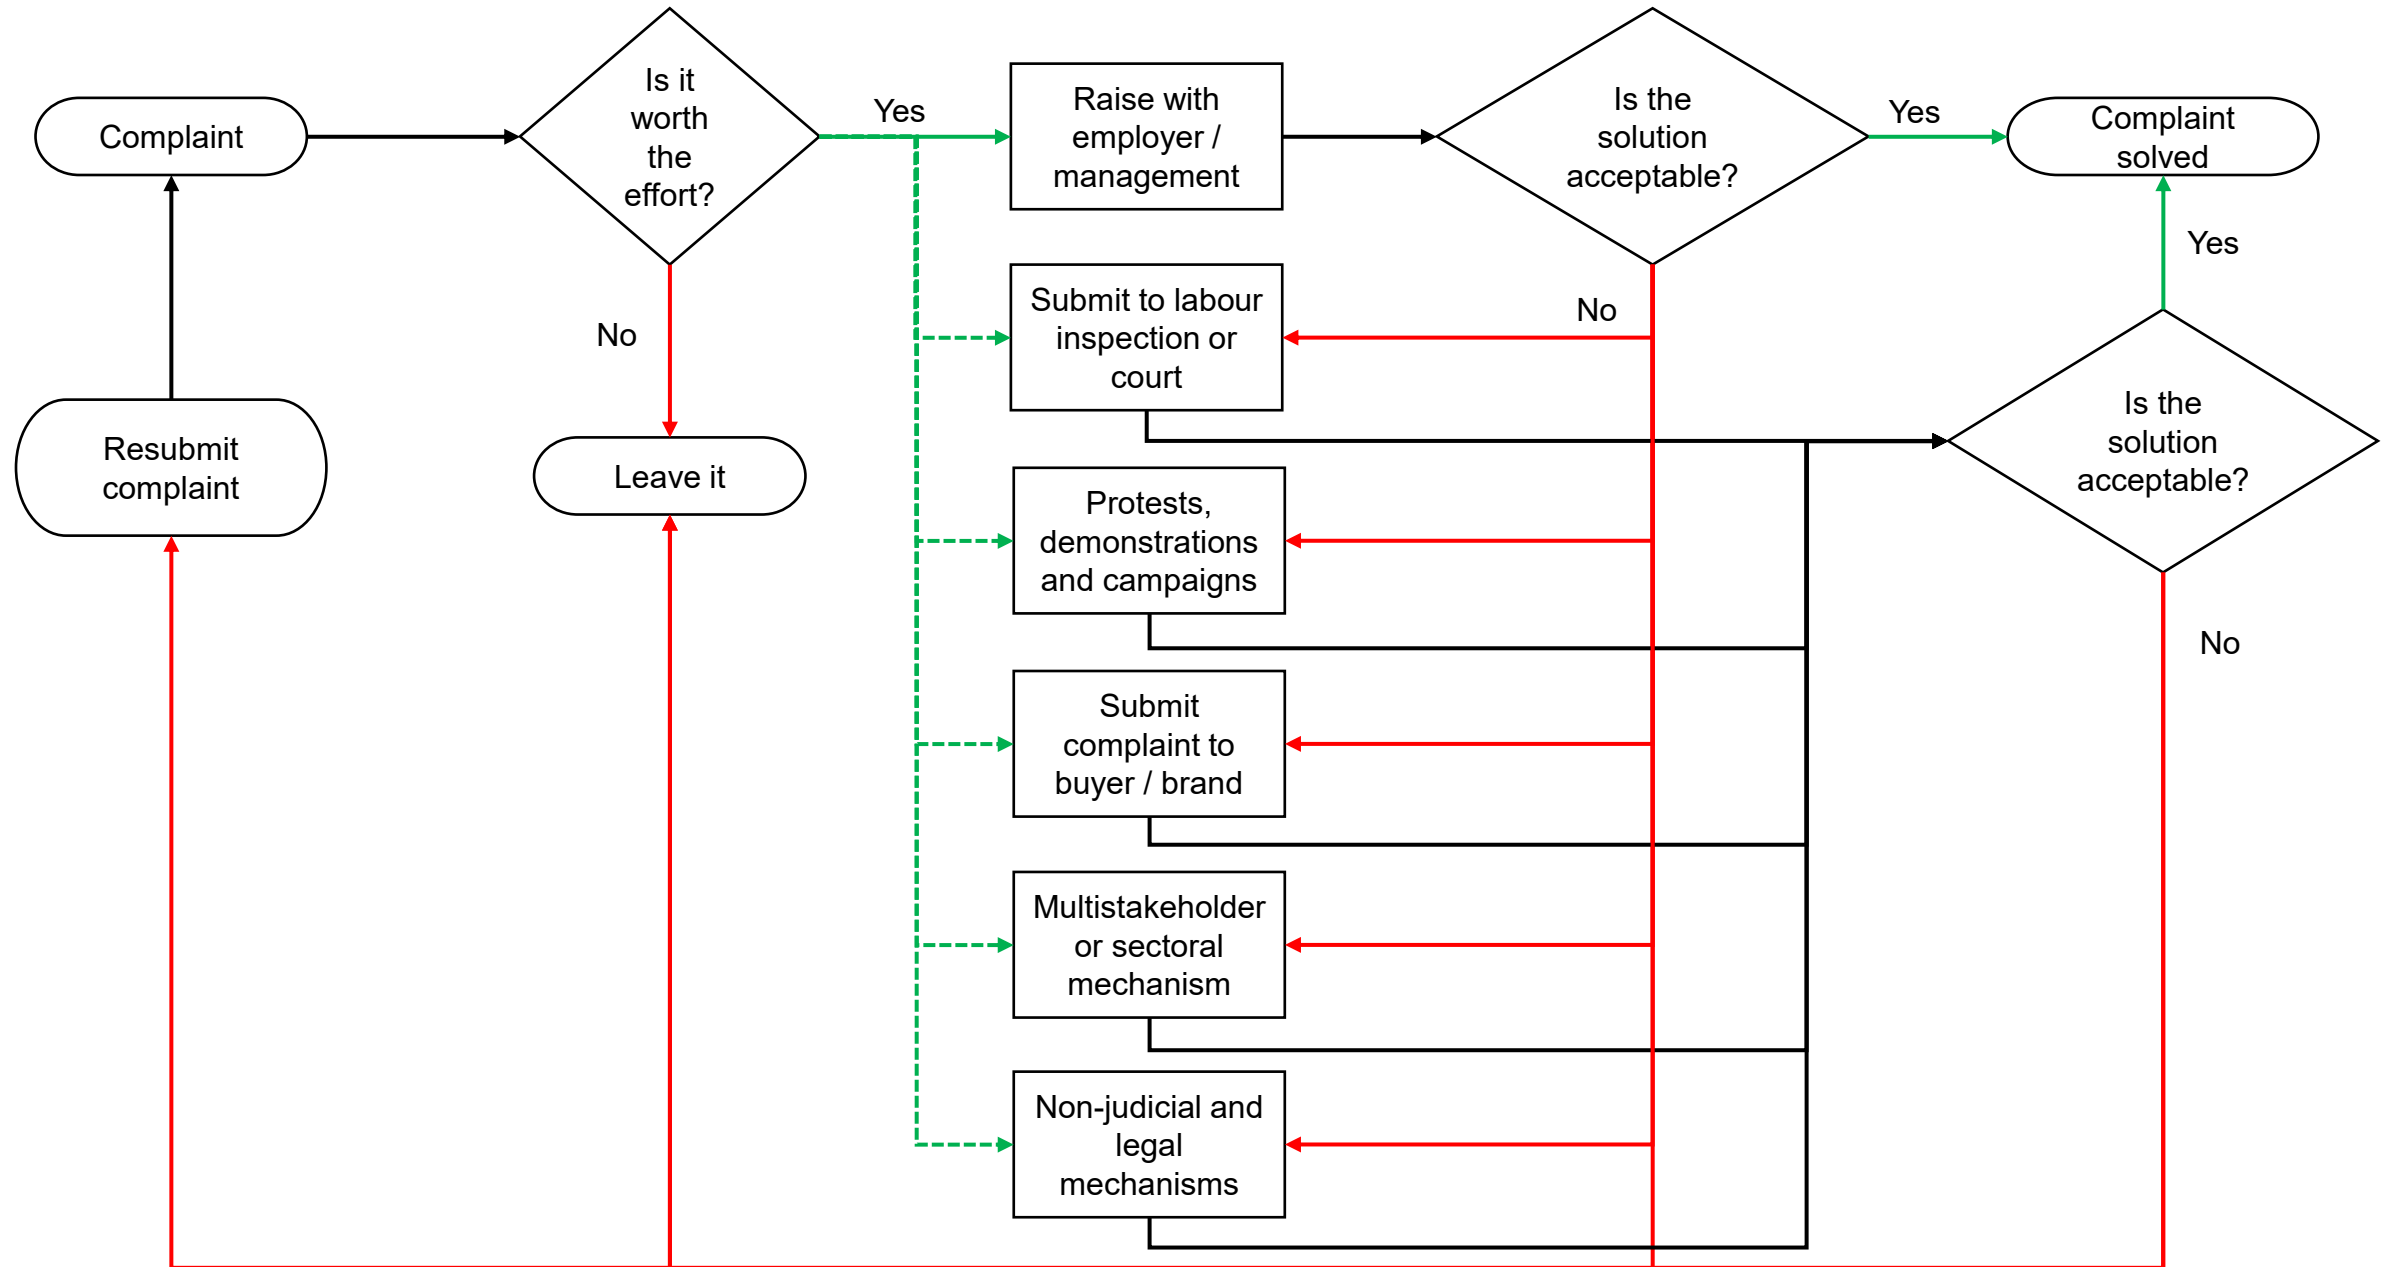 Complaint
Is it
worth
the
effort?
Yes
Raise with
employer /
management
Is the
solution
acceptable?
Yes
Complaint
solved
No
Leave it
Resubmit
complaint
Submit to labour
inspection or
court
No
Yes
Is the
solution
acceptable?
No
Protests,
demonstrations
and campaigns
Submit
complaint to
buyer / brand
Multistakeholder
or sectoral
mechanism
Non-judicial and
legal
mechanisms